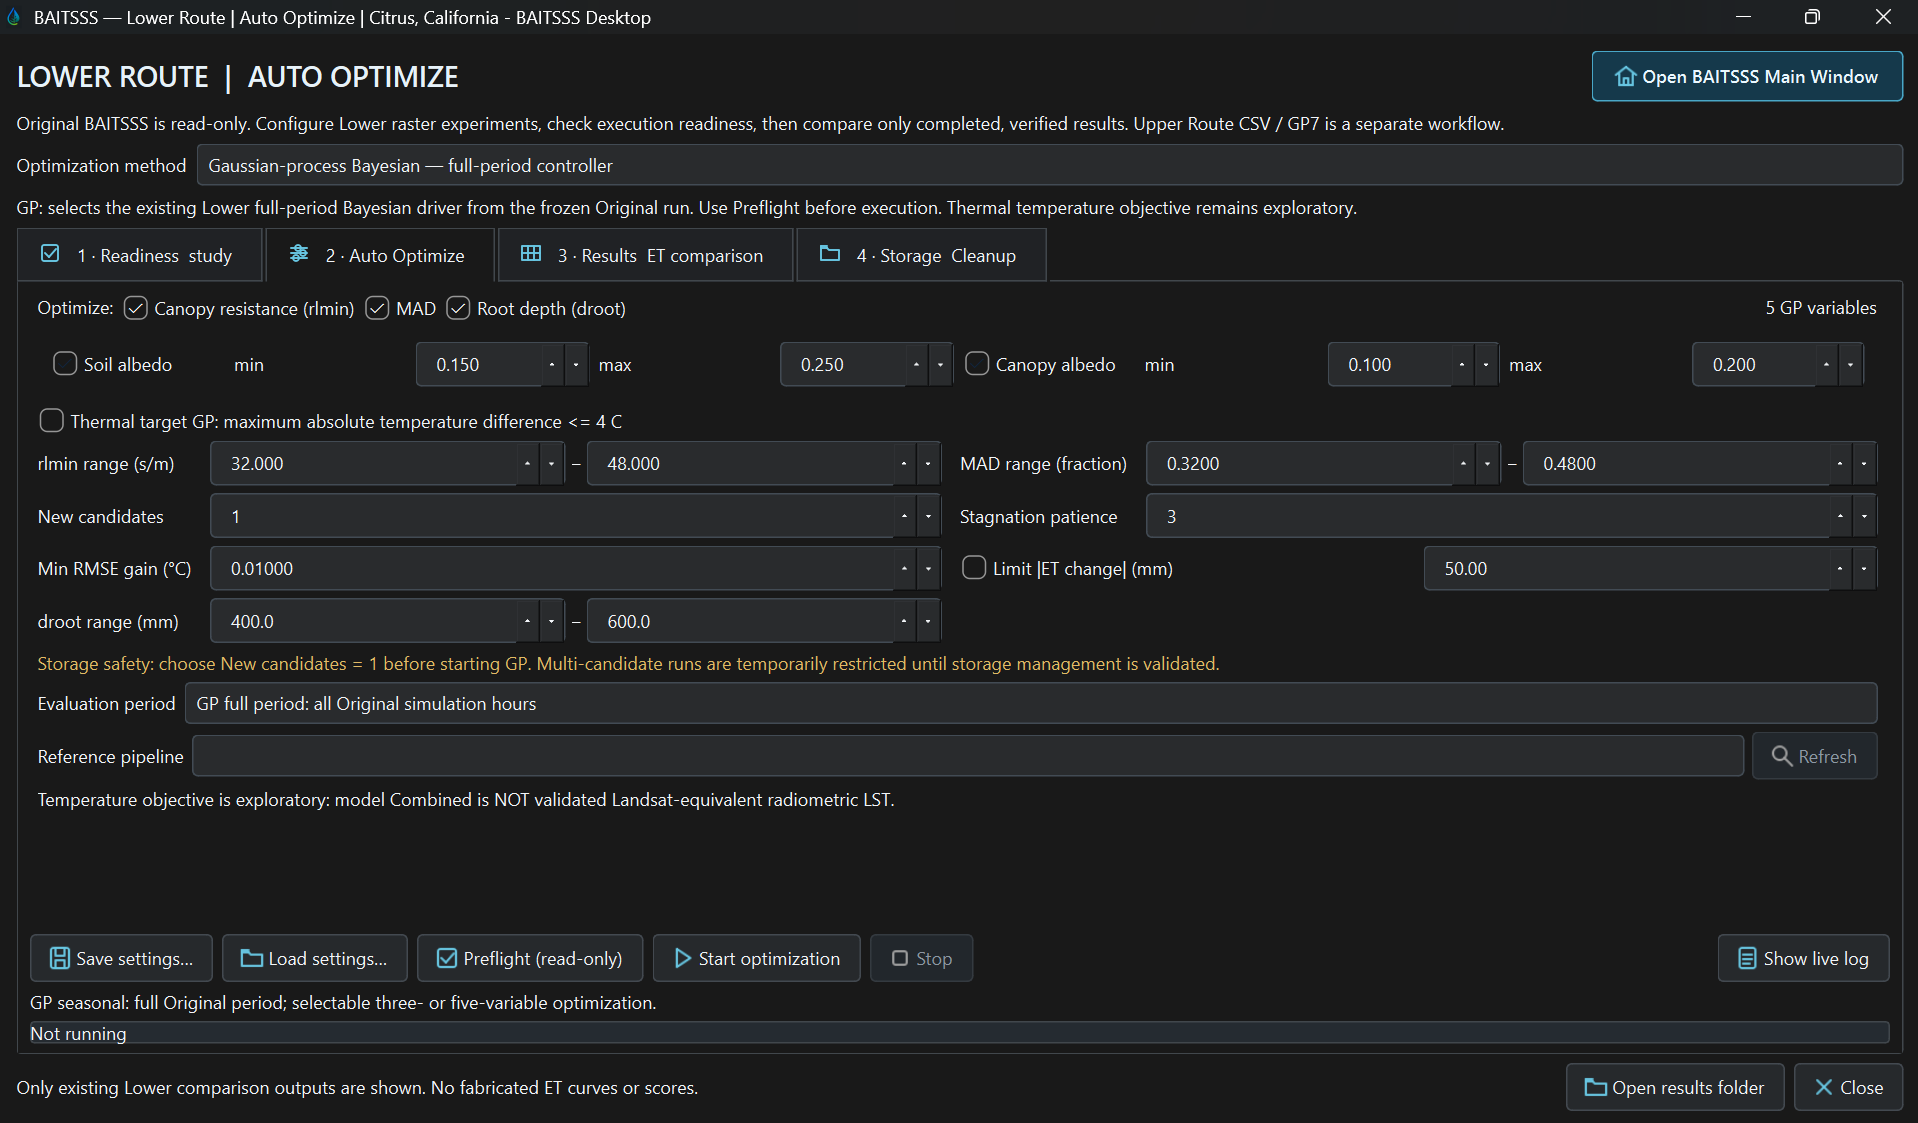 BAITSSS — Lower Route | Auto Optimize | Citrus, California - BAITSSS Desktop
LOWER ROUTE | AUTO OPTIMIZE
Open BAITSSS Main Window
Original BAITSSS is read-only. Configure Lower raster experiments, check execution readiness, then compare only completed, verified results. Upper Route CSV / GP7 is a separate workflow.
Optimization method Gaussian-process Bayesian — full-period controller
GP: selects the existing Lower full-period Bayesian driver from the frozen Original run. Use Preflight before execution. Thermal temperature objective remains exploratory.
1 · Readiness study 2 · Auto Optimize 3 · Results ET comparison 4 · Storage Cleanup
Optimize: Canopy resistance (rlmin) MAD Root depth (droot) 5 GP variables
Soil albedo min 0.150 max 0.250 Canopy albedo min 0.100 max 0.200
Thermal target GP: maximum absolute temperature difference <= 4 C
rlmin range (s/m) 32.000 – 48.000 MAD range (fraction) 0.3200 – 0.4800
New candidates 1 Stagnation patience 3
Min RMSE gain (°C) 0.01000 Limit |ET change| (mm) 50.00
droot range (mm) 400.0 – 600.0
Storage safety: choose New candidates = 1 before starting GP. Multi-candidate runs are temporarily restricted until storage management is validated.
Evaluation period GP full period: all Original simulation hours
Reference pipeline Refresh
Temperature objective is exploratory: model Combined is NOT validated Landsat-equivalent radiometric LST.
Save settings... Load settings... Preflight (read-only) Start optimization Stop Show live log
GP seasonal: full Original period; selectable three- or five-variable optimization.
Not running
Only existing Lower comparison outputs are shown. No fabricated ET curves or scores.
Open results folder Close